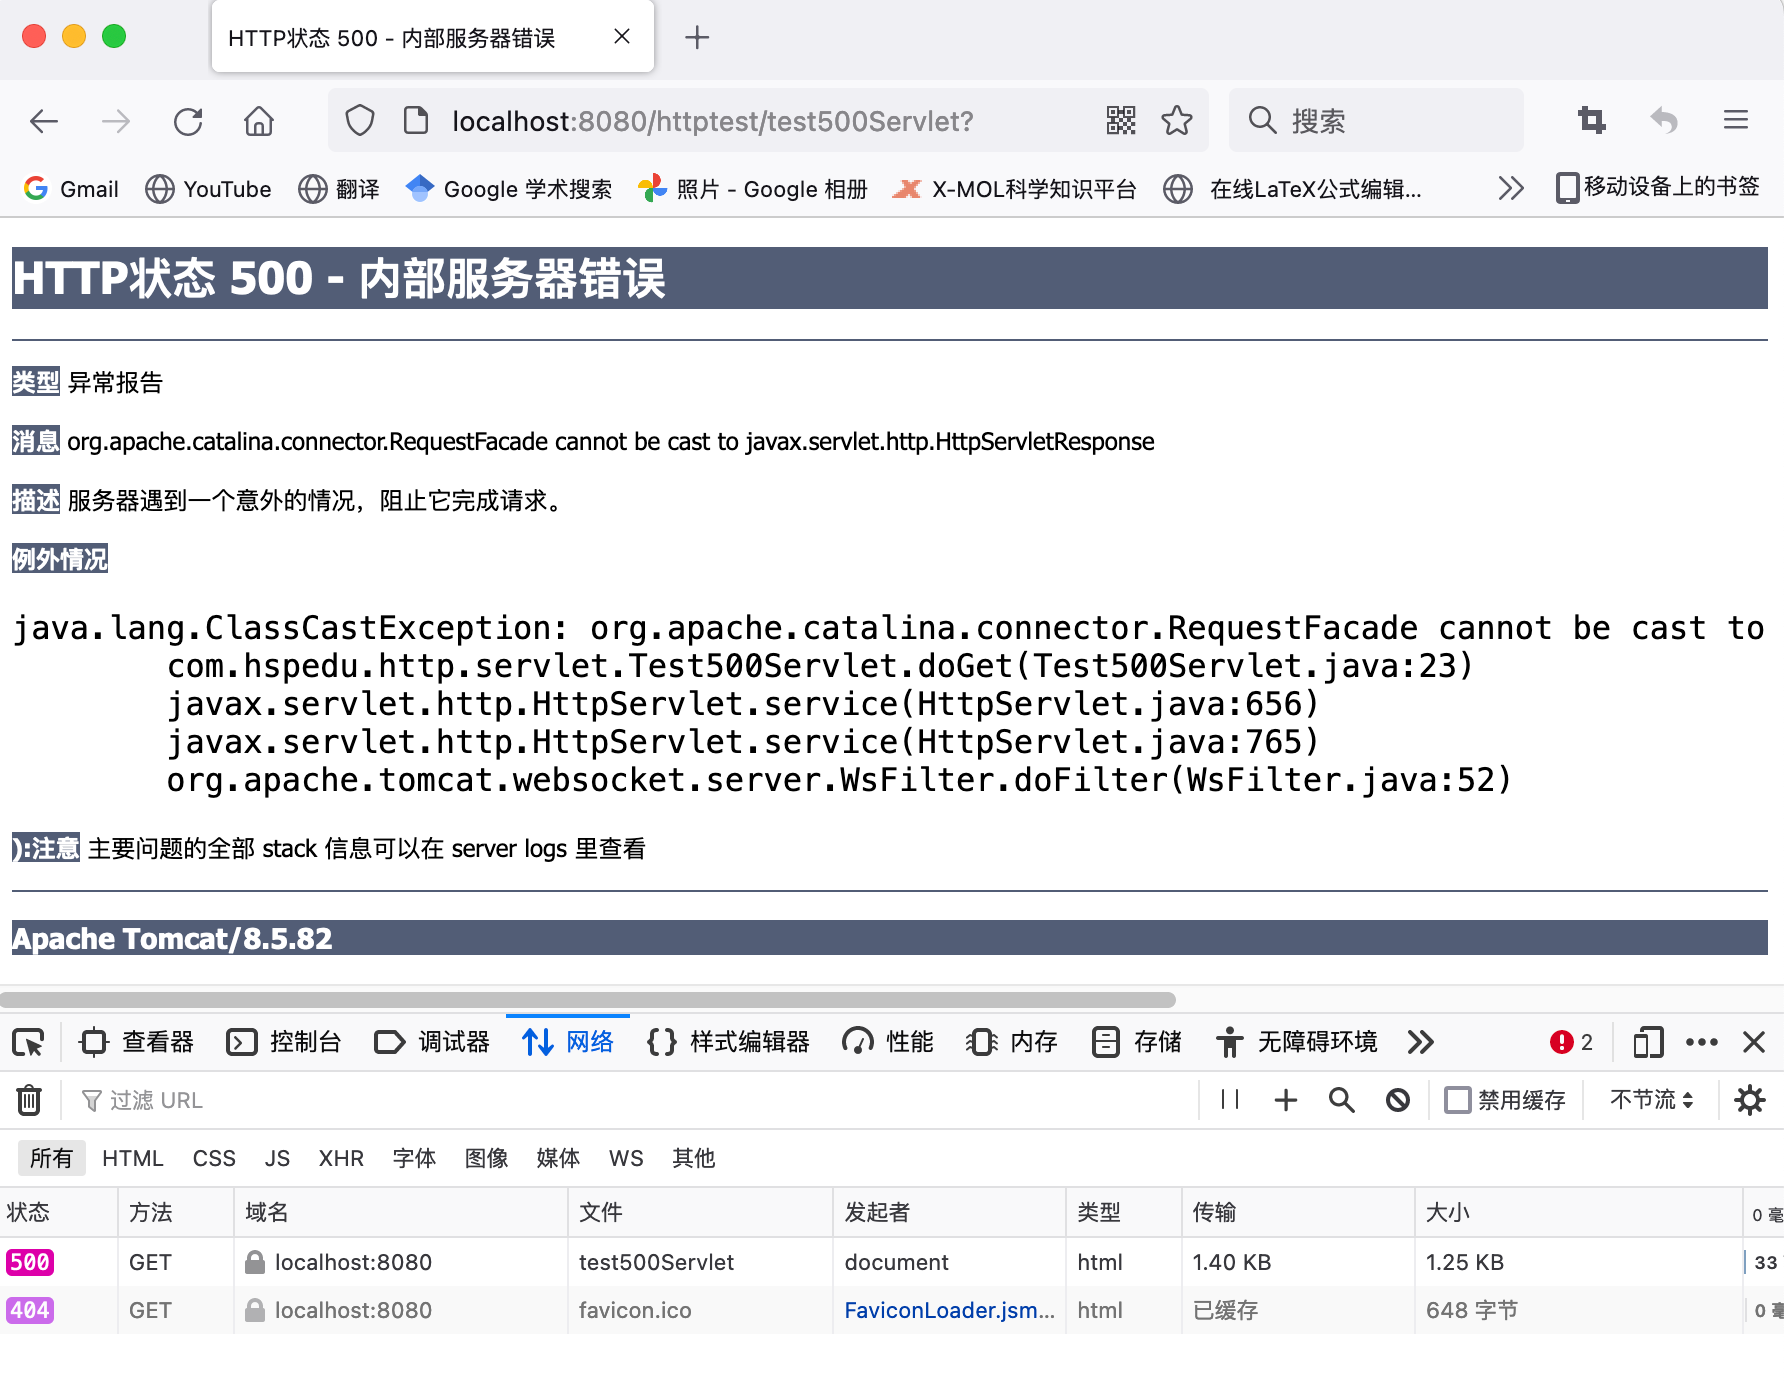 HTTP状态 500 - 内部服务器错误
localhost:8080/httptest/test500Servlet?
搜索
Gmail
YouTube
翻译
Google 学术搜索
照片 - Google 相册
X-MOL科学知识平台
在线LaTeX公式编辑...
移动设备上的书签
HTTP状态 500 - 内部服务器错误
类型 异常报告
消息 org.apache.catalina.connector.RequestFacade cannot be cast to javax.servlet.http.HttpServletResponse
描述 服务器遇到一个意外的情况，阻止它完成请求。
例外情况
java.lang.ClassCastException: org.apache.catalina.connector.RequestFacade cannot be cast to
com.hspedu.http.servlet.Test500Servlet.doGet(Test500Servlet.java:23)
javax.servlet.http.HttpServlet.service(HttpServlet.java:656)
javax.servlet.http.HttpServlet.service(HttpServlet.java:765)
org.apache.tomcat.websocket.server.WsFilter.doFilter(WsFilter.java:52)
):注意 主要问题的全部 stack 信息可以在 server logs 里查看
Apache Tomcat/8.5.82
查看器 控制台 调试器 网络 样式编辑器 性能 内存 存储 无障碍环境 2
过滤 URL 禁用缓存 不节流
所有 HTML CSS JS XHR 字体 图像 媒体 WS 其他
状态 方法 域名 文件 发起者 类型 传输 大小 0 毫
500 GET localhost:8080 test500Servlet document html 1.40 KB 1.25 KB 33
404 GET localhost:8080 favicon.ico FaviconLoader.jsm... html 已缓存 648 字节 0 毫